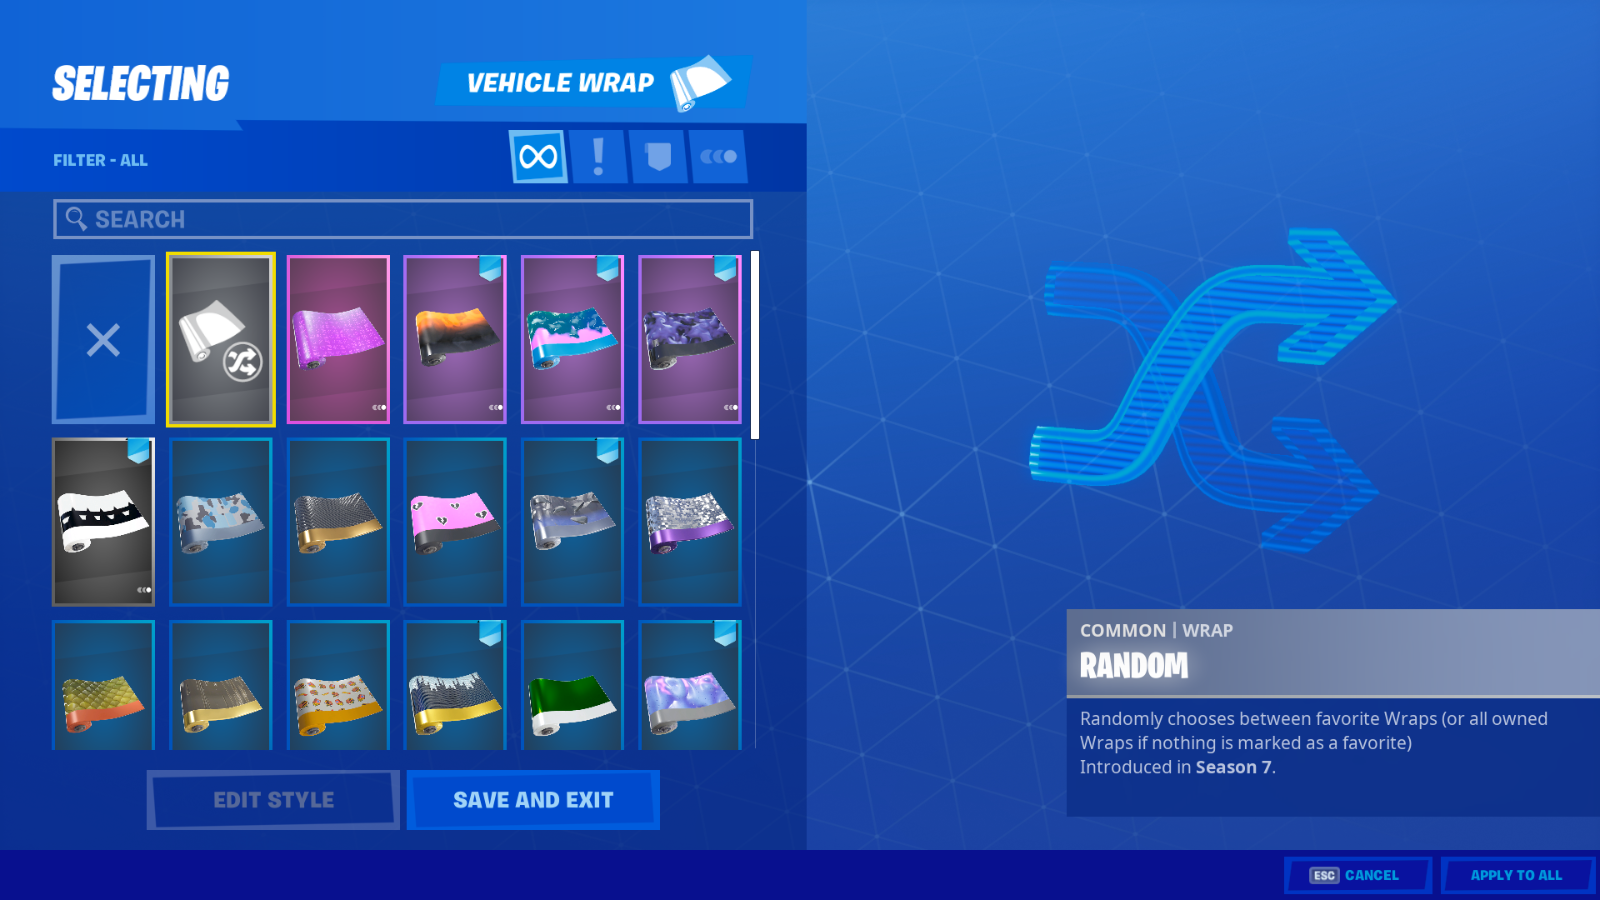 SELECTING
VEHICLE WRAP
FILTER - ALL
SEARCH
EDIT STYLE
SAVE AND EXIT
COMMON | WRAP
RANDOM
Randomly chooses between favorite Wraps (or all owned
Wraps if nothing is marked as a favorite)
Introduced in Season 7.
ESC CANCEL
APPLY TO ALL